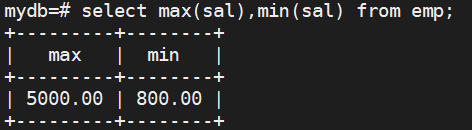 mydb=# select max(sal),min(sal) from emp;
+---------+--------+
|   max   |  min   |
+---------+--------+
| 5000.00 | 800.00 |
+---------+--------+